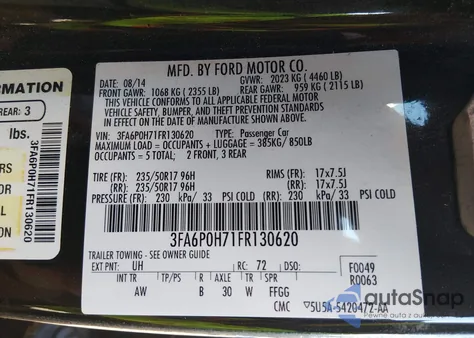 ORMATION
REAR: 3
lbs.
3FA6P0H71FR130620
MFD. BY FORD MOTOR CO.
DATE: 08/14 GVWR: 2023 KG ( 4460 LB)
FRONT GAWR: 1068 KG ( 2355 LB) REAR GAWR: 959 KG ( 2115 LB)
THIS VEHICLE CONFORMS TO ALL APPLICABLE FEDERAL MOTOR
VEHICLE SAFETY, BUMPER, AND THEFT PREVENTION STANDARDS
IN EFFECT ON THE DATE OF MANUFACTURE SHOWN ABOVE.
VIN: 3FA6P0H71FR130620 TYPE: Passenger Car
MAXIMUM LOAD = OCCUPANTS + LUGGAGE = 385KG/850LB
OCCUPANTS = 5 TOTAL; 2 FRONT, 3 REAR
TIRE (FR): 235/50R17 96H RIMS (FR): 17x7.5J
(RR): 235/50R17 96H (RR): 17x7.5J
PRESSURE (FR): 230 kPa/ 33 PSI COLD (RR): 230 kPa/ 33 PSI COLD
3FA6P0H71FR130620
TRAILER TOWING - SEE OWNER GUIDE
EXT PNT: UH RC: 72 DSO: F0049
INT TR TP/PS R AXLE TR SPR R0063
AW B 30 W FFGG
CMC 5U5A-5420472-AA
autoSnap
Pewne auta z